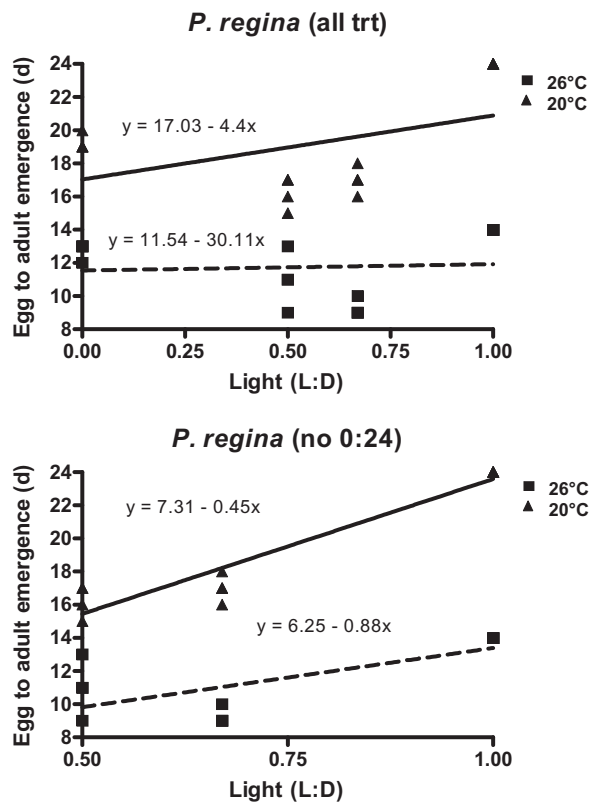 P. regina (all trt)
Egg to adult emergence (d)
24
22
20
18
16
14
12
10
8
y = 17.03 - 4.4x
y = 11.54 - 30.11x
26°C
20°C
0.00
0.25
0.50
0.75
1.00
Light (L:D)
P. regina (no 0:24)
Egg to adult emergence (d)
24
22
20
18
16
14
12
10
8
y = 7.31 - 0.45x
y = 6.25 - 0.88x
26°C
20°C
0.50
0.75
1.00
Light (L:D)